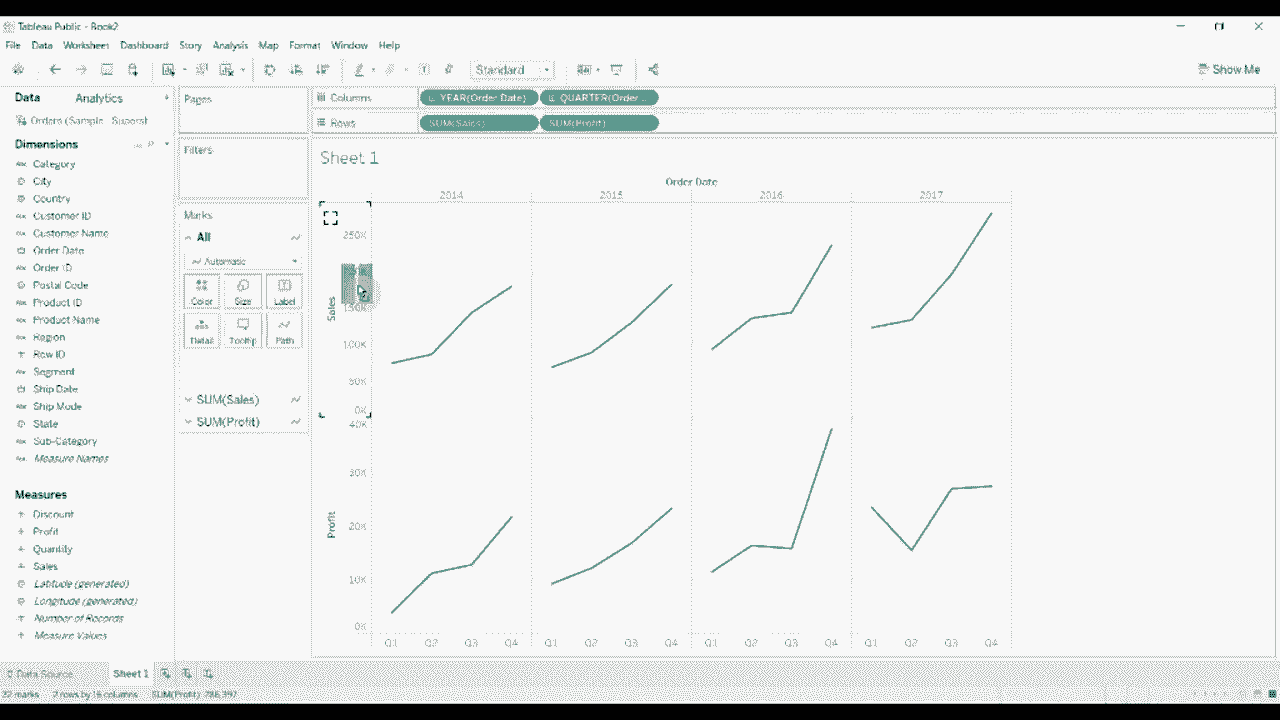 Tableau Public - Book2
File Data Worksheet Dashboard Story Analysis Map Format Window Help
Standard
Show Me
Data Analytics
Pages
Columns YEAR(Order Date) QUARTER(Order ..
Orders (Sample - Superst
Rows SUM(Sales) SUM(Profit)
Dimensions
Filters
Sheet 1
Category
City
Country
Customer ID
Customer Name
Order Date
Order ID
Postal Code
Product ID
Product Name
Region
Row ID
Segment
Ship Date
Ship Mode
State
Sub-Category
Measure Names
Measures
Discount
Profit
Quantity
Sales
Latitude (generated)
Longitude (generated)
Number of Records
Measure Values
Marks
All
Automatic
Color Size Label
Detail Tooltip Path
SUM(Sales)
SUM(Profit)
Order Date
2014 2015 2016 2017
Sales
250K
150K
100K
50K
0K
Profit
40K
30K
20K
10K
0K
Q1 Q2 Q3 Q4 Q1 Q2 Q3 Q4 Q1 Q2 Q3 Q4 Q1 Q2 Q3 Q4
Data Source Sheet 1
32 marks 2 rows by 16 columns SUM(Profit): 286,397